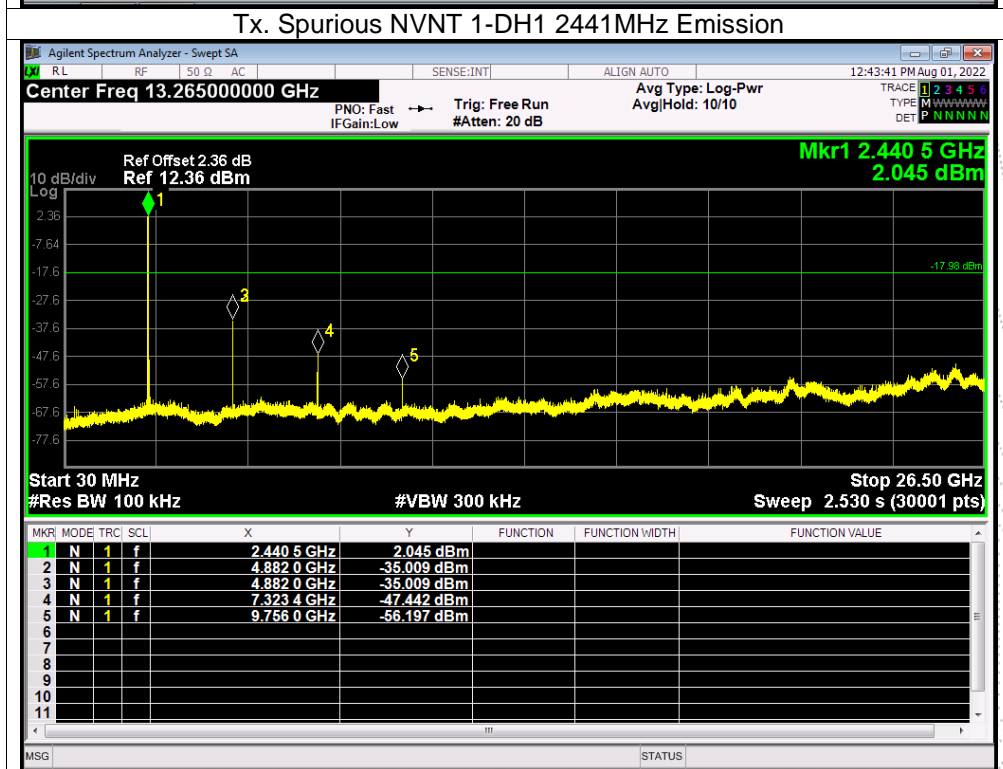 Tx. Spurious NVNT 1-DH1 2441MHz Emission
Agilent Spectrum Analyzer - Swept SA
LXI RL RF 50 Ω AC SENSE:INT ALIGN AUTO 12:43:41 PM Aug 01, 2022
Center Freq 13.265000000 GHz
PNO: Fast
IFGain:Low
Trig: Free Run
#Atten: 20 dB
Avg Type: Log-Pwr
Avg|Hold: 10/10
TRACE 1 2 3 4 5 6
TYPE M WWWWW
DET P N N N N N
Mkr1 2.440 5 GHz
2.045 dBm
Ref Offset 2.36 dB
10 dB/div Ref 12.36 dBm
Log
1
2.36
-7.64
-17.6
-17.98 dBm
-27.6
3
-37.6
4
-47.6
5
-57.6
-67.6
-77.6
Start 30 MHz Stop 26.50 GHz
#Res BW 100 kHz #VBW 300 kHz Sweep 2.530 s (30001 pts)
MKR MODE TRC SCL X Y FUNCTION FUNCTION WIDTH FUNCTION VALUE
1 N 1 f 2.440 5 GHz 2.045 dBm
2 N 1 f 4.882 0 GHz -35.009 dBm
3 N 1 f 4.882 0 GHz -35.009 dBm
4 N 1 f 7.323 4 GHz -47.442 dBm
5 N 1 f 9.756 0 GHz -56.197 dBm
6
7
8
9
10
11
MSG STATUS